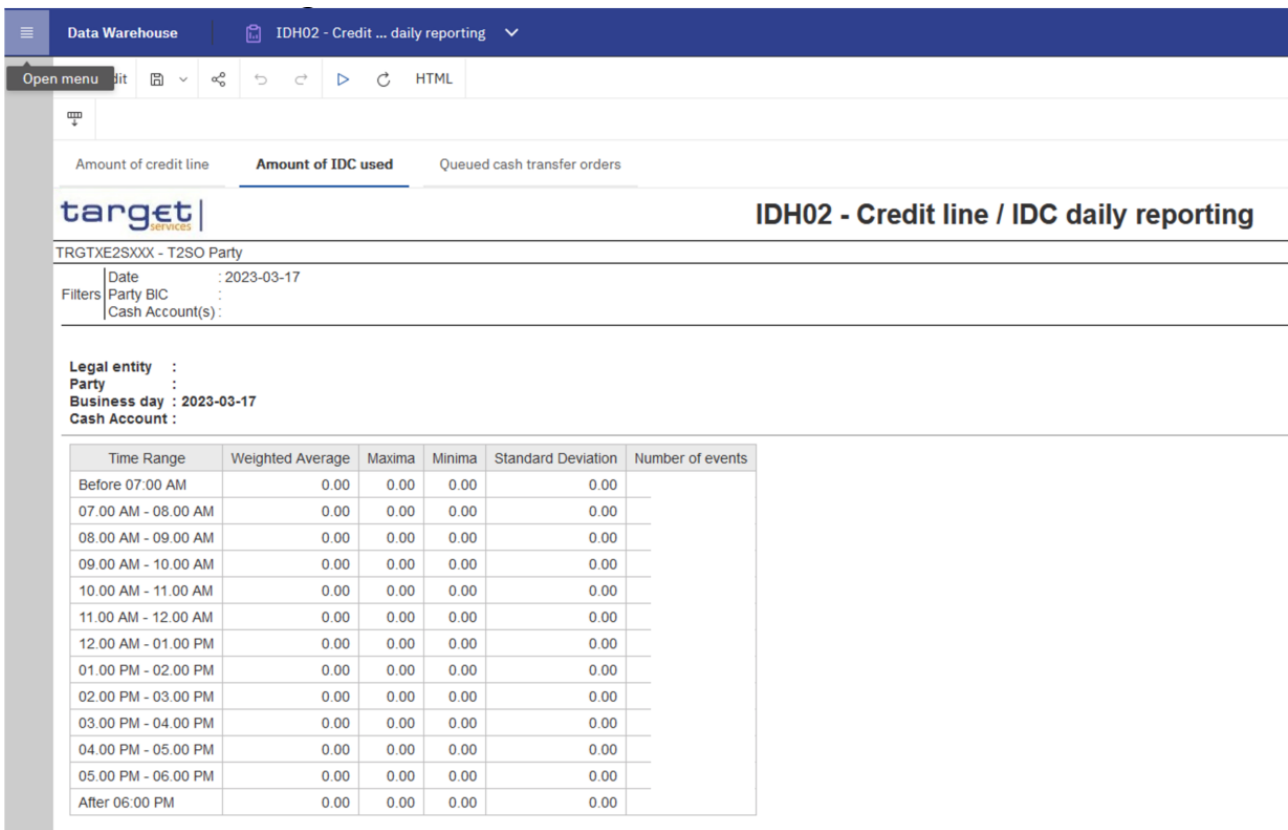 Data Warehouse IDH02 - Credit ... daily reporting
Open menu dit HTML
Amount of credit line Amount of IDC used Queued cash transfer orders
target services IDH02 - Credit line / IDC daily reporting
TRGTXE2SXXX - T2SO Party
Date : 2023-03-17
Filters Party BIC :
Cash Account(s) :
Legal entity :
Party :
Business day : 2023-03-17
Cash Account :
Time Range Weighted Average Maxima Minima Standard Deviation Number of events
Before 07:00 AM 0.00 0.00 0.00 0.00
07.00 AM - 08.00 AM 0.00 0.00 0.00 0.00
08.00 AM - 09.00 AM 0.00 0.00 0.00 0.00
09.00 AM - 10.00 AM 0.00 0.00 0.00 0.00
10.00 AM - 11.00 AM 0.00 0.00 0.00 0.00
11.00 AM - 12.00 AM 0.00 0.00 0.00 0.00
12.00 AM - 01.00 PM 0.00 0.00 0.00 0.00
01.00 PM - 02.00 PM 0.00 0.00 0.00 0.00
02.00 PM - 03.00 PM 0.00 0.00 0.00 0.00
03.00 PM - 04.00 PM 0.00 0.00 0.00 0.00
04.00 PM - 05.00 PM 0.00 0.00 0.00 0.00
05.00 PM - 06.00 PM 0.00 0.00 0.00 0.00
After 06:00 PM 0.00 0.00 0.00 0.00